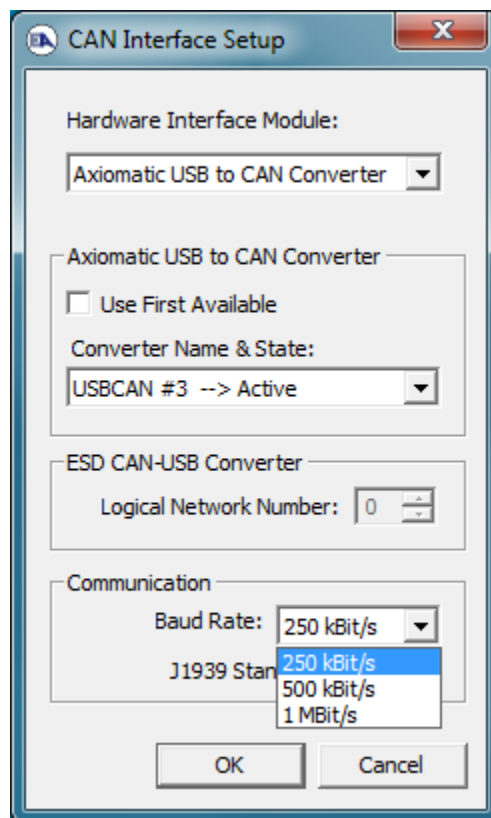 CAN Interface Setup
Hardware Interface Module:
Axiomatic USB to CAN Converter
Axiomatic USB to CAN Converter
Use First Available
Converter Name & State:
USBCAN #3 --> Active
ESD CAN-USB Converter
Logical Network Number: 0
Communication
Baud Rate: 250 kBit/s
J1939 Stan
250 kBit/s
500 kBit/s
1 MBit/s
OK Cancel